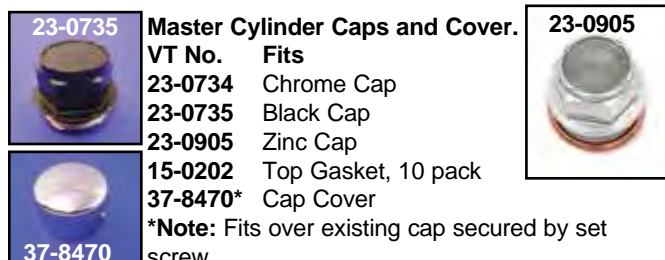 23-0735
Master Cylinder Caps and Cover.
23-0905
VT No. Fits
23-0734 Chrome Cap
23-0735 Black Cap
23-0905 Zinc Cap
15-0202 Top Gasket, 10 pack
37-8470* Cap Cover
*Note: Fits over existing cap secured by set
screw
37-8470